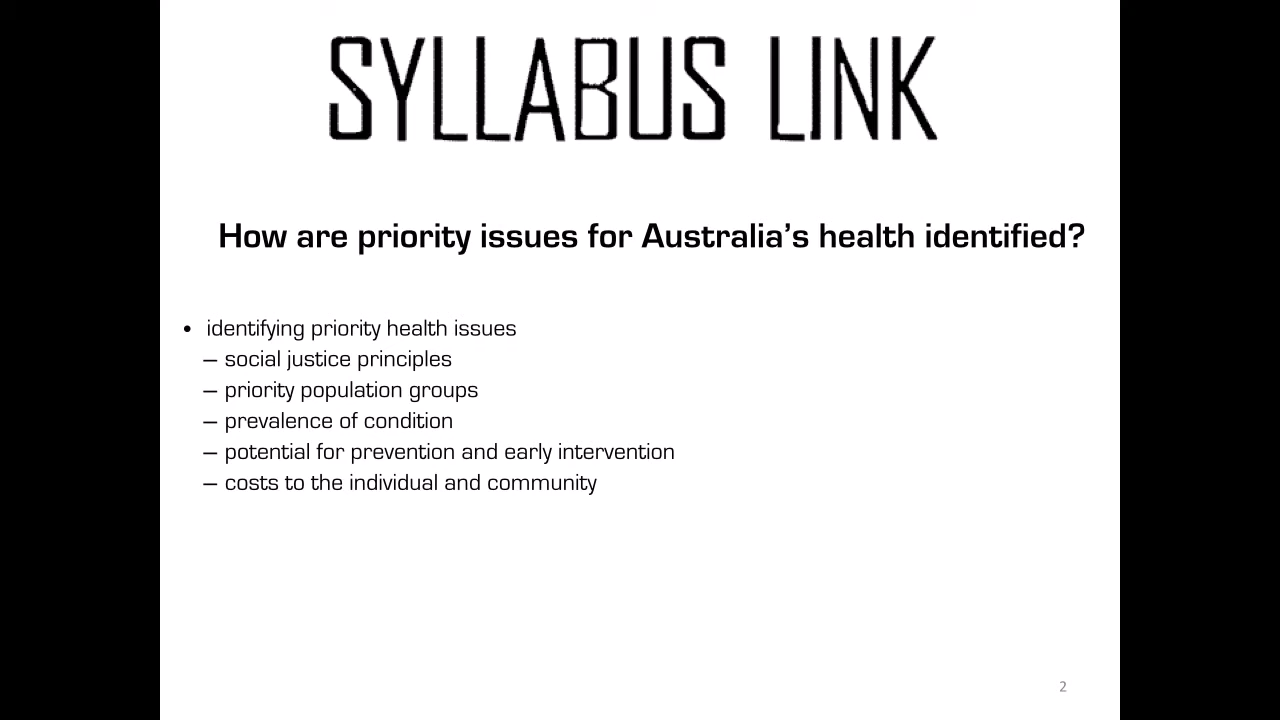 SYLLABUS LINK
How are priority issues for Australia's health identified?
• identifying priority health issues
– social justice principles
– priority population groups
– prevalence of condition
– potential for prevention and early intervention
– costs to the individual and community
2